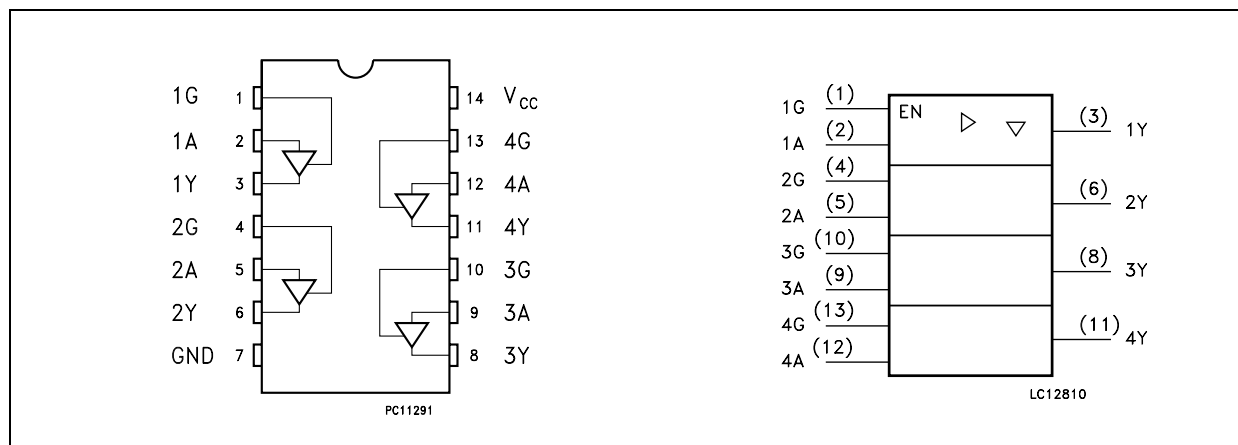 1G 1 14 VCC
1A 2 13 4G
1Y 3 12 4A
2G 4 11 4Y
2A 5 10 3G
2Y 6 9 3A
GND 7 8 3Y
PC11291
1G (1) EN (3) 1Y
1A (2)
2G (4) (6) 2Y
2A (5)
3G (10) (8) 3Y
3A (9)
4G (13) (11) 4Y
4A (12)
LC12810